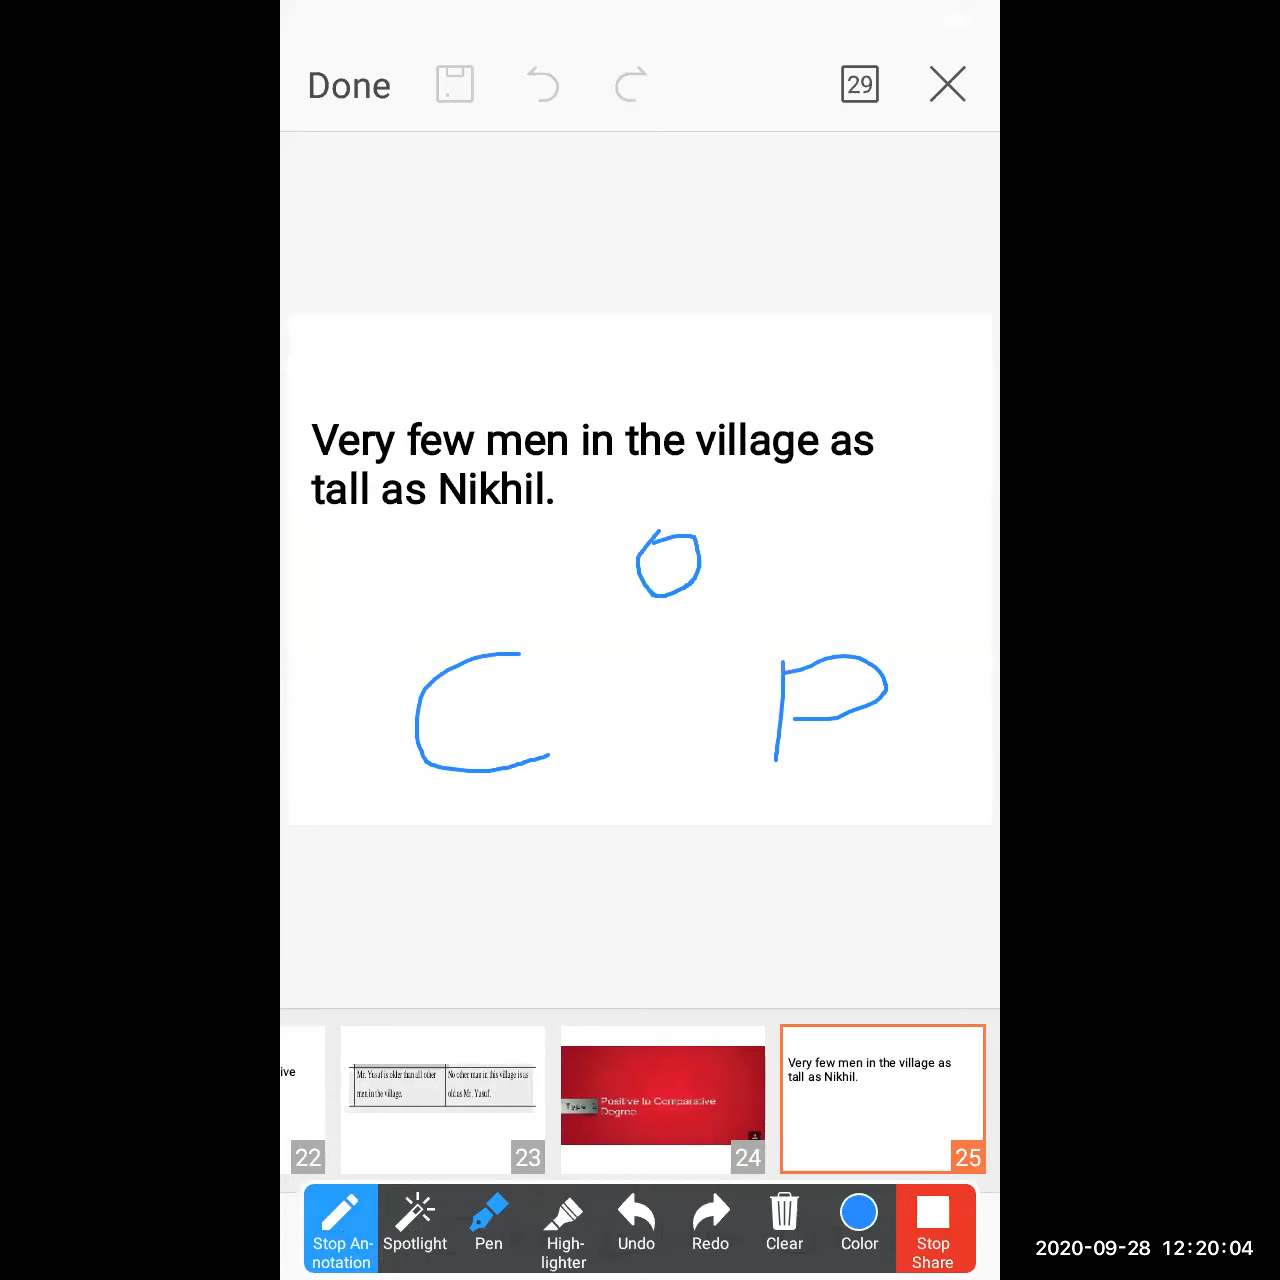 Done
29
Very few men in the village as
tall as Nikhil.
O
C P
ive
22
Mr. Yusuf is older than all other
men in the village.
No other man in this village is as
old as Mr. Yusuf.
23
Type
Positive to Comparative
Degree
24
Very few men in the village as
tall as Nikhil.
25
Stop An-
notation
Spotlight
Pen
High-
lighter
Undo
Redo
Clear
Color
Stop
Share
2020-09-28 12:20:04